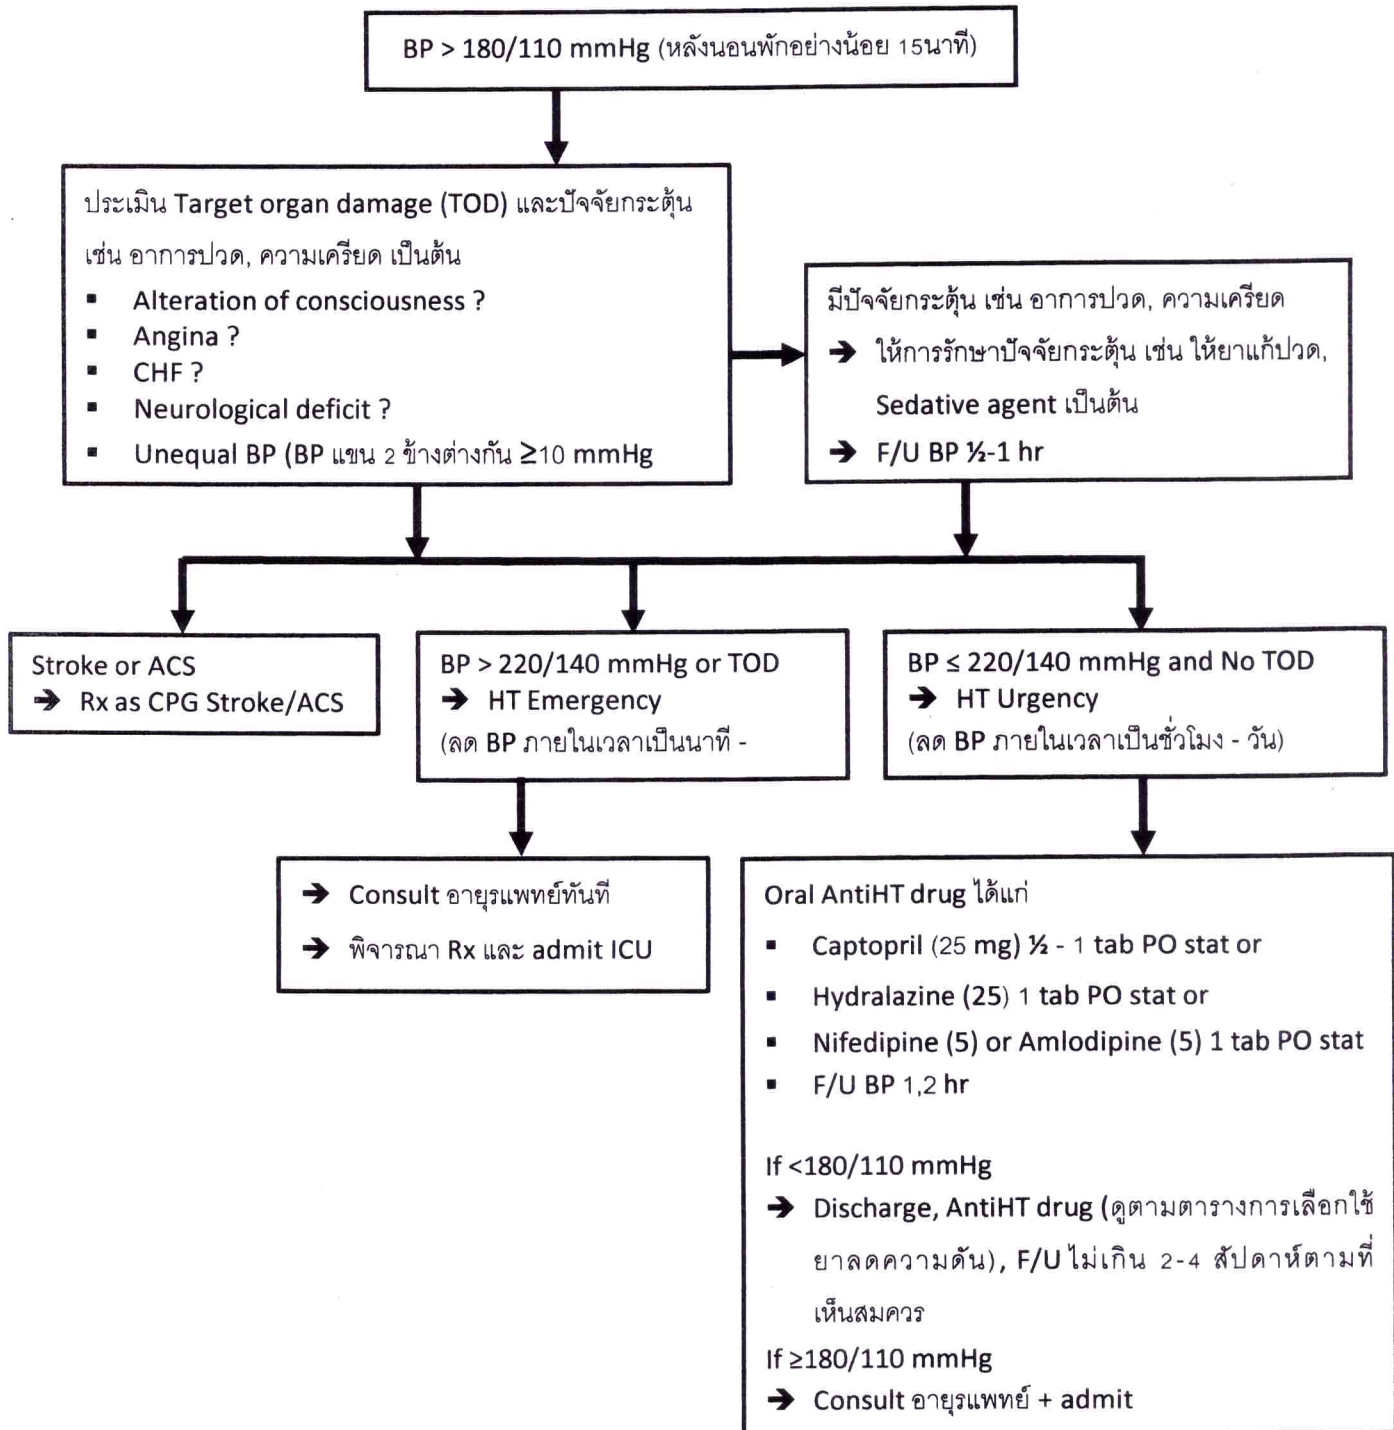 BP > 180/110 mmHg (หลังนอนพักอย่างน้อย 15นาที)
ประเมิน Target organ damage (TOD) และปัจจัยกระตุ้น
เช่น อาการปวด, ความเครียด เป็นต้น
▪ Alteration of consciousness ?
▪ Angina ?
▪ CHF ?
▪ Neurological deficit ?
▪ Unequal BP (BP แขน 2 ข้างต่างกัน ≥10 mmHg
มีปัจจัยกระตุ้น เช่น อาการปวด, ความเครียด
➔ ให้การรักษาปัจจัยกระตุ้น เช่น ให้ยาแก้ปวด,
Sedative agent เป็นต้น
➔ F/U BP ½-1 hr
Stroke or ACS
➔ Rx as CPG Stroke/ACS
BP > 220/140 mmHg or TOD
➔ HT Emergency
(ลด BP ภายในเวลาเป็นนาที -
BP ≤ 220/140 mmHg and No TOD
➔ HT Urgency
(ลด BP ภายในเวลาเป็นชั่วโมง - วัน)
➔ Consult อายุรแพทย์ทันที
➔ พิจารณา Rx และ admit ICU
Oral AntiHT drug ได้แก่
▪ Captopril (25 mg) ½ - 1 tab PO stat or
▪ Hydralazine (25) 1 tab PO stat or
▪ Nifedipine (5) or Amlodipine (5) 1 tab PO stat
▪ F/U BP 1,2 hr
If <180/110 mmHg
➔ Discharge, AntiHT drug (ดูตามตารางการเลือกใช้
ยาลดความดัน), F/U ไม่เกิน 2-4 สัปดาห์ตามที่
เห็นสมควร
If ≥180/110 mmHg
➔ Consult อายุรแพทย์ + admit